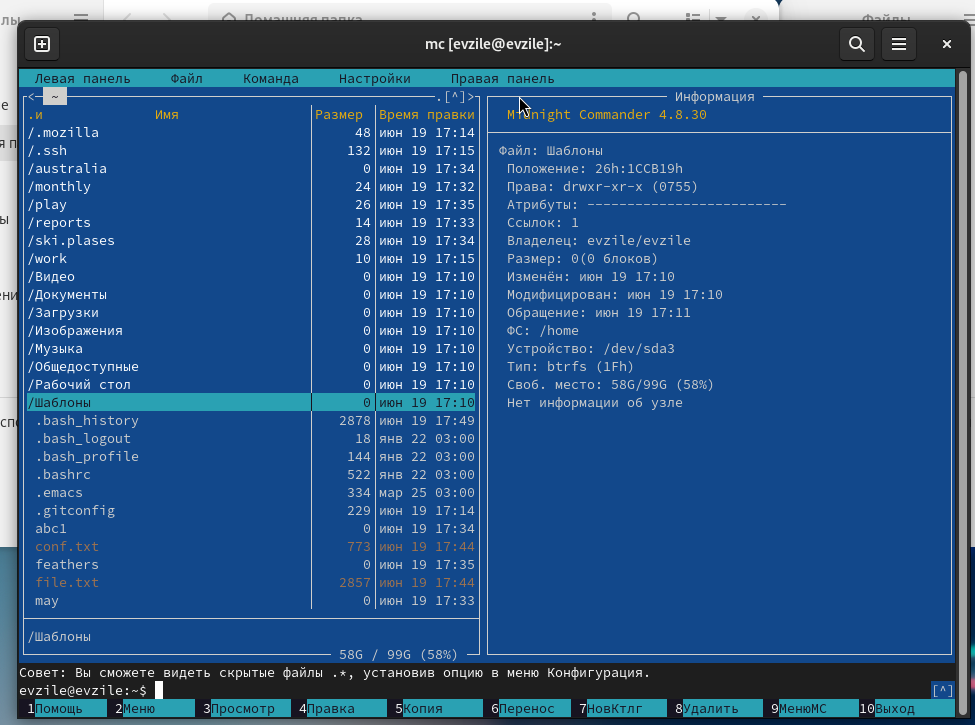 лы
Домашняя папка
Файлы
mc [evzile@evzile]:~
Левая панель Файл Команда Настройки Правая панель
<— ~ .[^]>
.и Имя Размер Время правки
/.mozilla 48 июн 19 17:14
/.ssh 132 июн 19 17:15
/australia 0 июн 19 17:34
/monthly 24 июн 19 17:32
/play 26 июн 19 17:35
/reports 14 июн 19 17:33
/ski.plases 28 июн 19 17:34
/work 10 июн 19 17:15
/Видео 0 июн 19 17:10
/Документы 0 июн 19 17:10
/Загрузки 0 июн 19 17:10
/Изображения 0 июн 19 17:10
/Музыка 0 июн 19 17:10
/Общедоступные 0 июн 19 17:10
/Рабочий стол 0 июн 19 17:10
/Шаблоны 0 июн 19 17:10
.bash_history 2878 июн 19 17:49
.bash_logout 18 янв 22 03:00
.bash_profile 144 янв 22 03:00
.bashrc 522 янв 22 03:00
.emacs 334 мар 25 03:00
.gitconfig 229 июн 19 17:14
abc1 0 июн 19 17:34
conf.txt 773 июн 19 17:44
feathers 0 июн 19 17:35
file.txt 2857 июн 19 17:44
may 0 июн 19 17:33
/Шаблоны
58G / 99G (58%)
Информация
Midnight Commander 4.8.30
Файл: Шаблоны
Положение: 26h:1CCB19h
Права: drwxr-xr-x (0755)
Атрибуты: -------------------------
Ссылок: 1
Владелец: evzile/evzile
Размер: 0(0 блоков)
Изменён: июн 19 17:10
Модифицирован: июн 19 17:10
Обращение: июн 19 17:11
ФС: /home
Устройство: /dev/sda3
Тип: btrfs (1Fh)
Своб. место: 58G/99G (58%)
Нет информации об узле
Совет: Вы сможете видеть скрытые файлы .*, установив опцию в меню Конфигурация.
evzile@evzile:~$ [^]
1Помощь 2Меню 3Просмотр 4Правка 5Копия 6Перенос 7НовКтлг 8Удалить 9МенюMC 10Выход